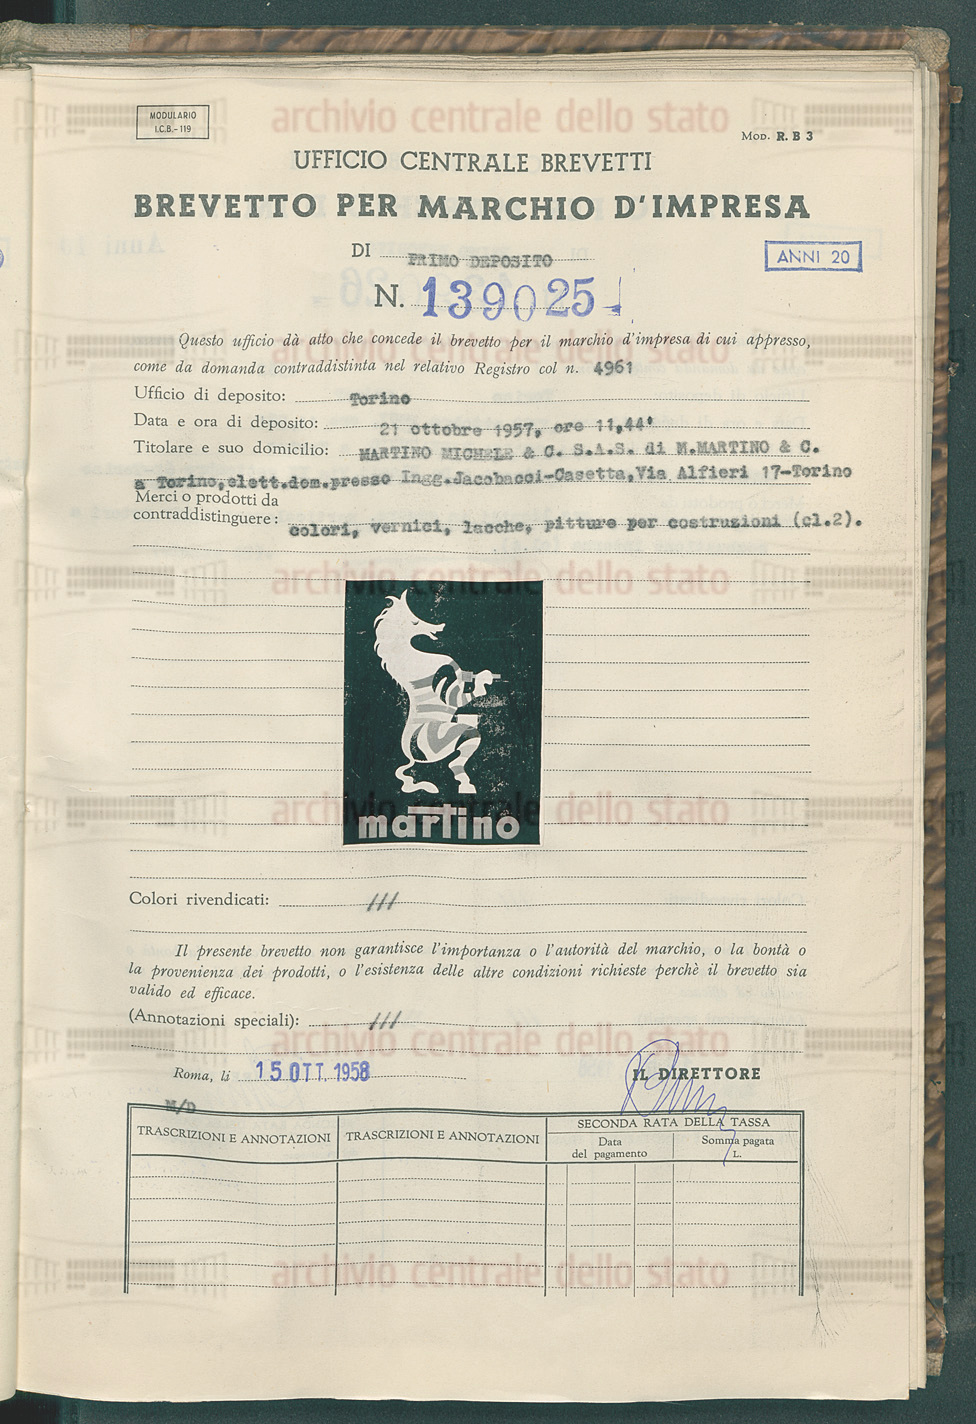 MODULARIO
I.C.B.-119
archivio centrale dello stato
MOD. R. B 3
UFFICIO CENTRALE BREVETTI
BREVETTO PER MARCHIO D'IMPRESA
DI PRIMO DEPOSITO
ANNI 20
N. 139025
Questo ufficio dà atto che concede il brevetto per il marchio d'impresa di cui appresso,
archivio centrale dello stato
come da domanda contraddistinta nel relativo Registro col n. 4961
Ufficio di deposito: Torino
Data e ora di deposito: 21 ottobre 1957, ore 11,44'
Titolare e suo domicilio: MARTINO MICHELE & C. S.A.S. di M.MARTINO & C.
a Torino,elett.dom.presso Ingg.Jacobacci-Casetta,Via Alfieri 17-Torino
Merci o prodotti da
contraddistinguere: colori, vernici, lacche, pitture per costruzioni (cl.2).
archivio centrale dello stato
archivio centrale dello stato
martino
Colori rivendicati: ///
Il presente brevetto non garantisce l'importanza o l'autorità del marchio, o la bontà o
la provenienza dei prodotti, o l'esistenza delle altre condizioni richieste perchè il brevetto sia
valido ed efficace.
(Annotazioni speciali): ///
archivio centrale dello stato
Roma, li 15 OTT. 1958
IL DIRETTORE
M/D
TRASCRIZIONI E ANNOTAZIONI
TRASCRIZIONI E ANNOTAZIONI
SECONDA RATA DELLA TASSA
Data
del pagamento
Somma pagata
L.
archivio centrale dello stato